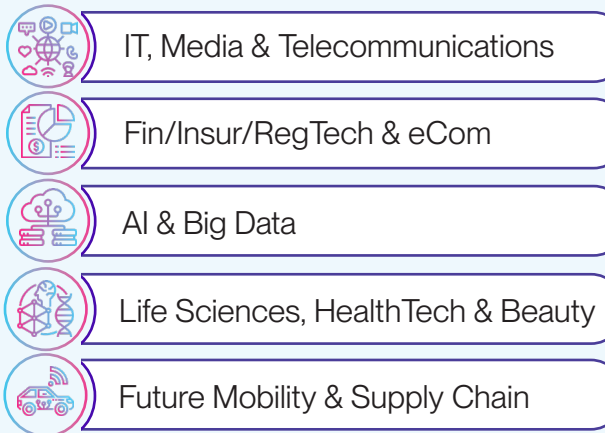 IT, Media & Telecommunications
Fin/Insur/RegTech & eCom
$
AI & Big Data
Life Sciences, HealthTech & Beauty
Future Mobility & Supply Chain